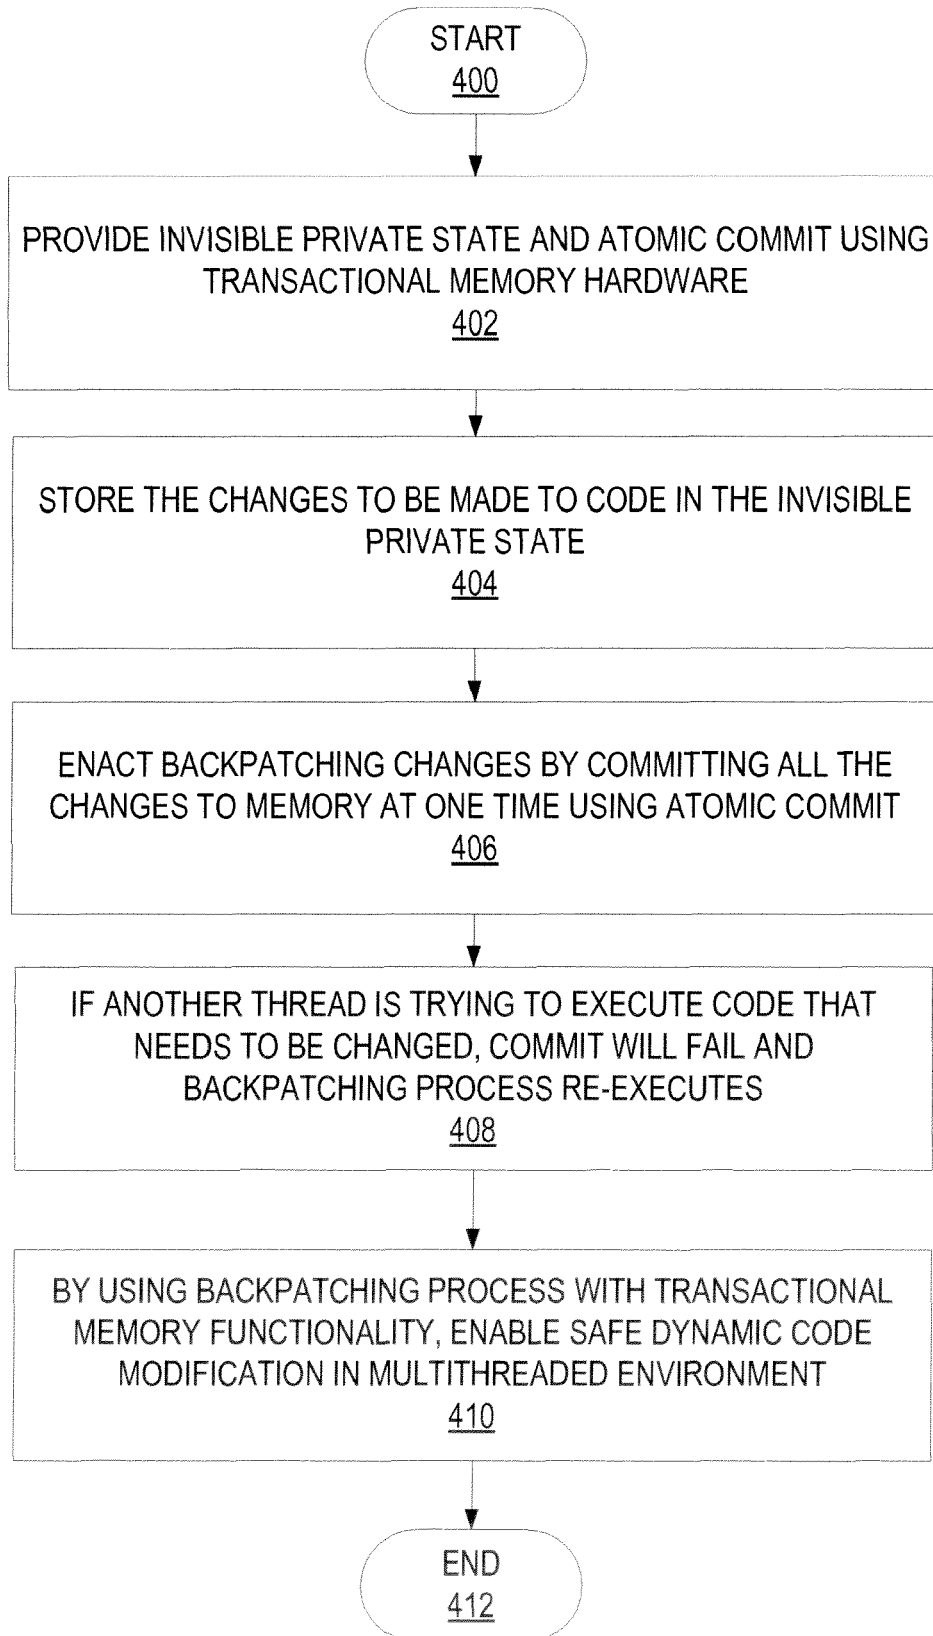 START
400
PROVIDE INVISIBLE PRIVATE STATE AND ATOMIC COMMIT USING
TRANSACTIONAL MEMORY HARDWARE
402
STORE THE CHANGES TO BE MADE TO CODE IN THE INVISIBLE
PRIVATE STATE
404
ENACT BACKPATCHING CHANGES BY COMMITTING ALL THE
CHANGES TO MEMORY AT ONE TIME USING ATOMIC COMMIT
406
IF ANOTHER THREAD IS TRYING TO EXECUTE CODE THAT
NEEDS TO BE CHANGED, COMMIT WILL FAIL AND
BACKPATCHING PROCESS RE-EXECUTES
408
BY USING BACKPATCHING PROCESS WITH TRANSACTIONAL
MEMORY FUNCTIONALITY, ENABLE SAFE DYNAMIC CODE
MODIFICATION IN MULTITHREADED ENVIRONMENT
410
END
412